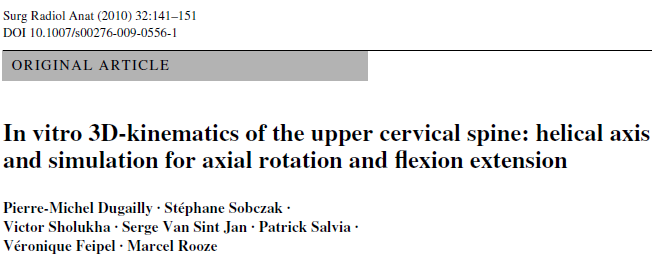 Surg Radiol Anat (2010) 32:141–151
DOI 10.1007/s00276-009-0556-1
ORIGINAL ARTICLE
In vitro 3D-kinematics of the upper cervical spine: helical axis
and simulation for axial rotation and flexion extension
Pierre-Michel Dugailly · Stéphane Sobczak ·
Victor Sholukha · Serge Van Sint Jan · Patrick Salvia ·
Véronique Feipel · Marcel Rooze